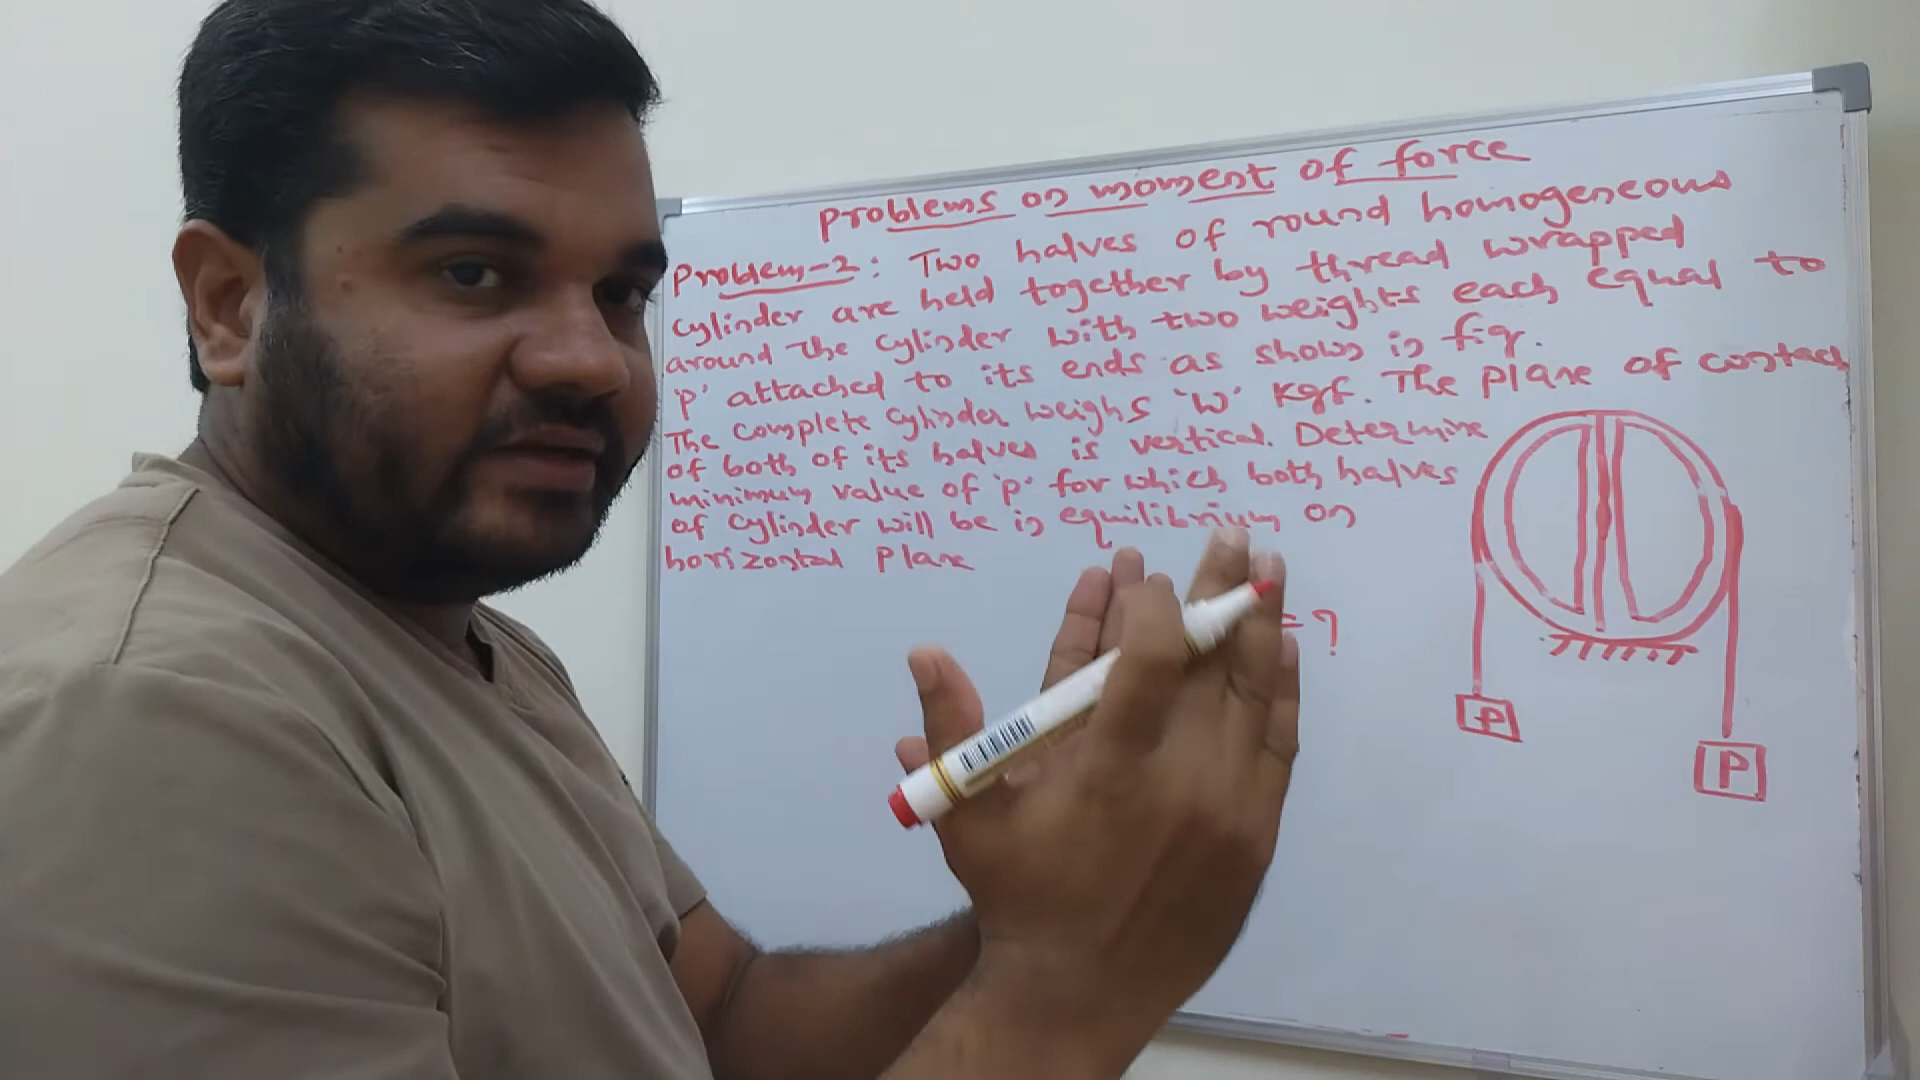 Problems on moment of force
Problem-2: Two halves of round homogeneous
cylinder are held together by thread wrapped
around the cylinder with two weights each equal to
'P' attached to its ends as shown in fig.
The complete cylinder weighs 'W' kgf. The plane of contact
of both of its halves is vertical. Determine
minimum value of 'p' for which both halves
of cylinder will be in equilibrium on
horizontal plane
= ?
P
P